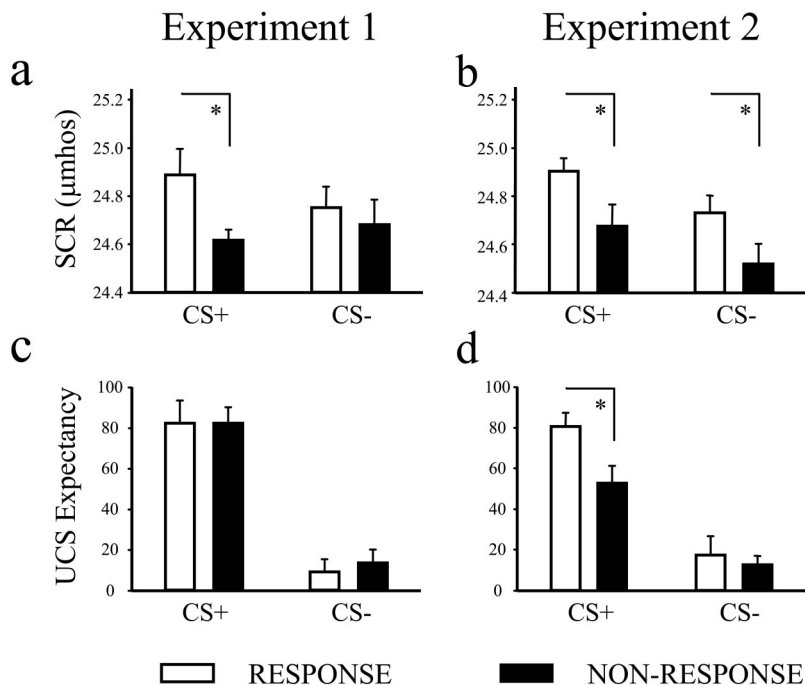 Experiment 1
Experiment 2
a
b
SCR (μmhos)
25.2
25.0
24.8
24.6
24.4
*
CS+
CS-
25.2
25.0
24.8
24.6
24.4
*
*
CS+
CS-
c
d
UCS Expectancy
100
80
60
40
20
0
CS+
CS-
100
80
60
40
20
0
*
CS+
CS-
RESPONSE
NON-RESPONSE